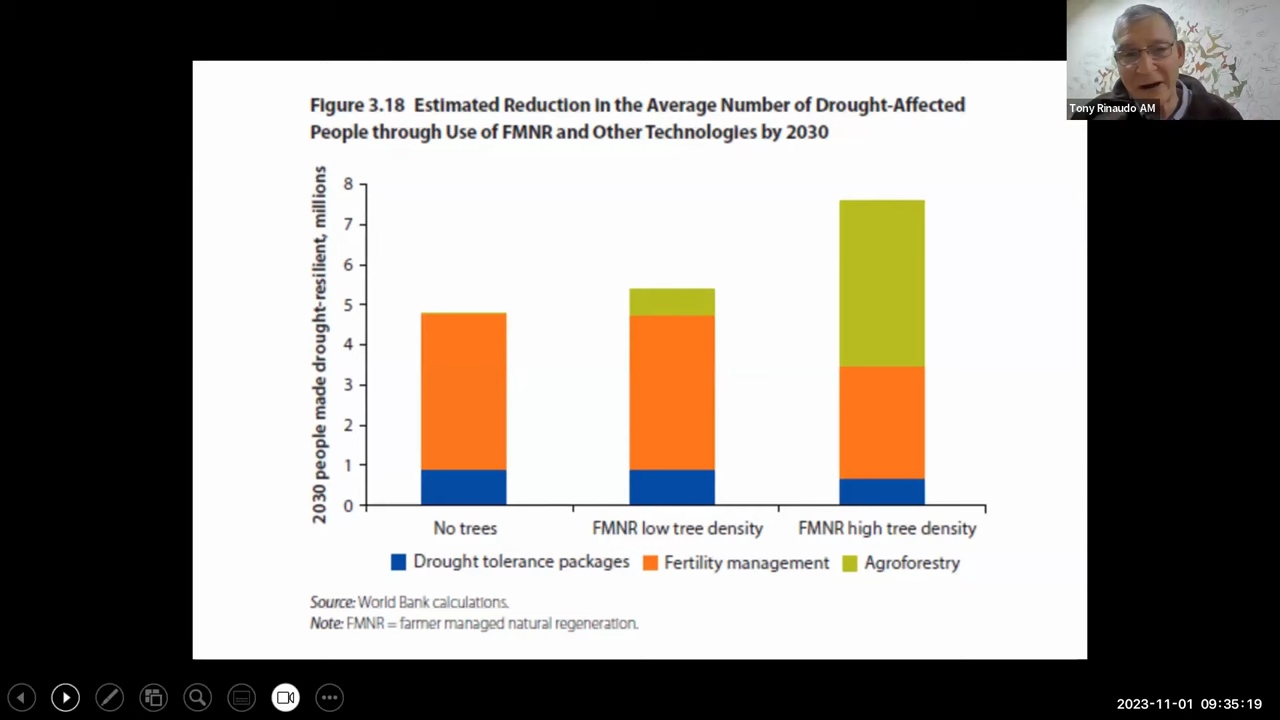 Tony Rinaudo AM
Figure 3.18 Estimated Reduction in the Average Number of Drought-Affected
People through Use of FMNR and Other Technologies by 2030
2030 people made drought-resilient, millions
8
7
6
5
4
3
2
1
0
No trees
FMNR low tree density
FMNR high tree density
Drought tolerance packages
Fertility management
Agroforestry
Source: World Bank calculations.
Note: FMNR = farmer managed natural regeneration.
2023-11-01 09:35:19